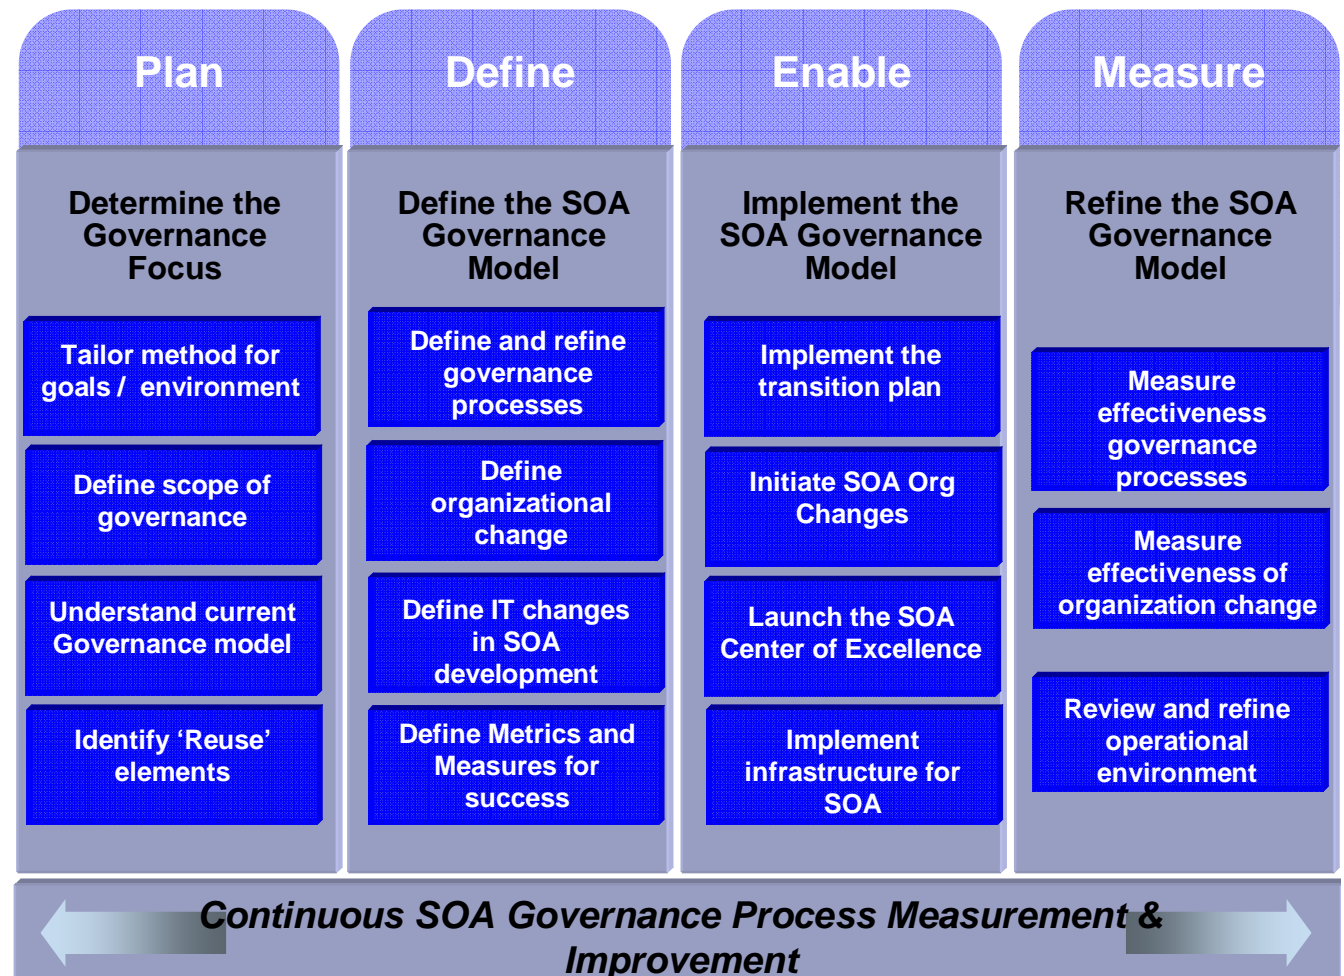 Plan
Determine the
Governance
Focus
Tailor method for
goals / environment
Define scope of
governance
Understand current
Governance model
Identify ‘Reuse’
elements
Define
Define the SOA
Governance
Model
Define and refine
governance
processes
Define
organizational
change
Define IT changes
in SOA
development
Define Metrics and
Measures for
success
Enable
Implement the
SOA Governance
Model
Implement the
transition plan
Initiate SOA Org
Changes
Launch the SOA
Center of Excellence
Implement
infrastructure for
SOA
Measure
Refine the SOA
Governance
Model
Measure
effectiveness
governance
processes
Measure
effectiveness of
organization change
Review and refine
operational
environment
Continuous SOA Governance Process Measurement &
Improvement